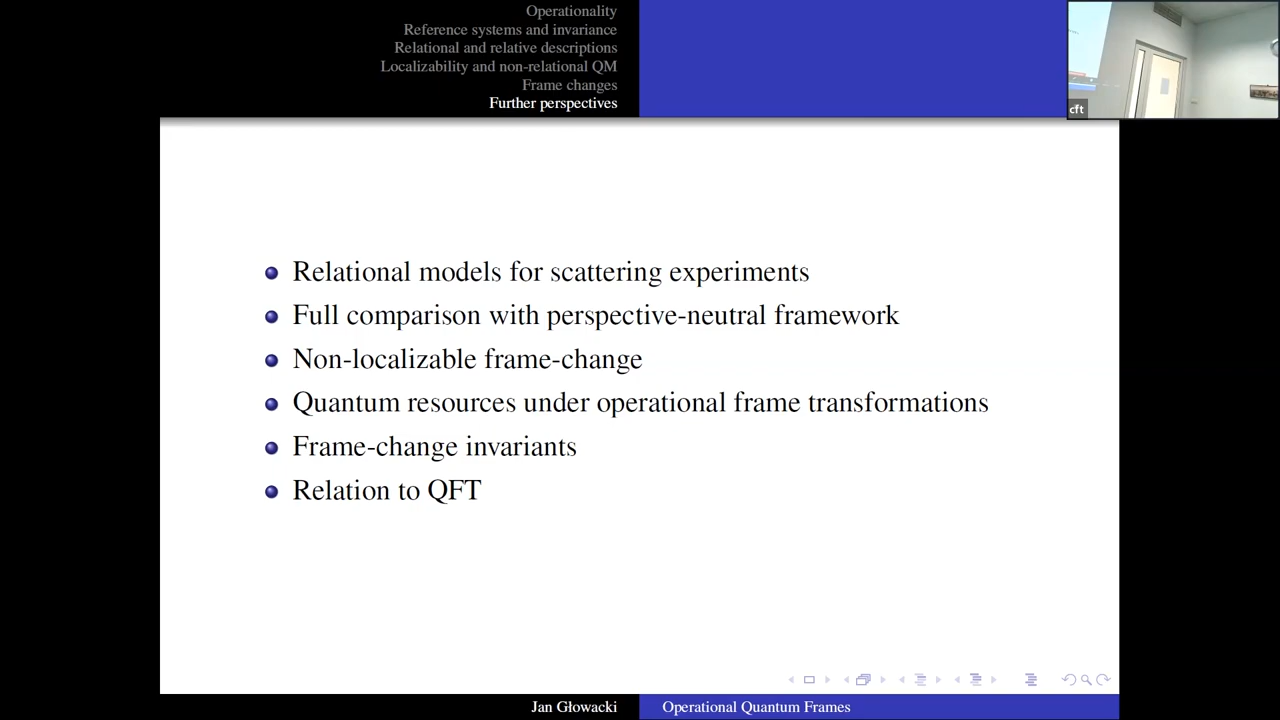 Operationality
Reference systems and invariance
Relational and relative descriptions
Localizability and non-relational QM
Frame changes
Further perspectives
cft
Relational models for scattering experiments
Full comparison with perspective-neutral framework
Non-localizable frame-change
Quantum resources under operational frame transformations
Frame-change invariants
Relation to QFT
Jan Głowacki
Operational Quantum Frames